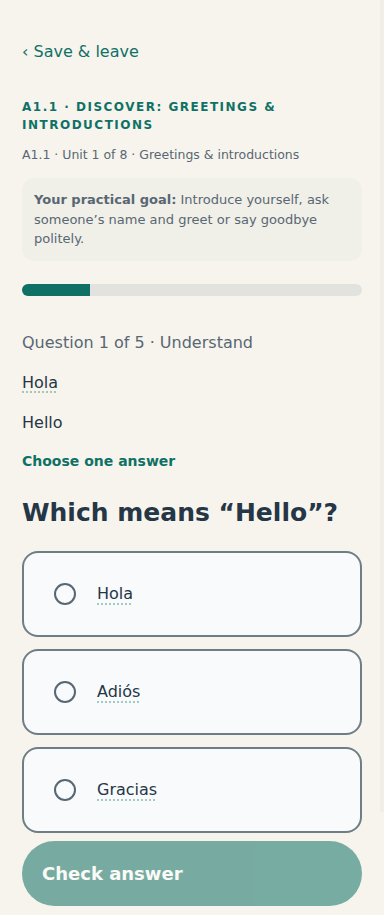 ‹ Save & leave
A1.1 · DISCOVER: GREETINGS &
INTRODUCTIONS
A1.1 · Unit 1 of 8 · Greetings & introductions
Your practical goal: Introduce yourself, ask
someone’s name and greet or say goodbye
politely.
Question 1 of 5 · Understand
Hola
Hello
Choose one answer
Which means “Hello”?
Hola
Adiós
Gracias
Check answer